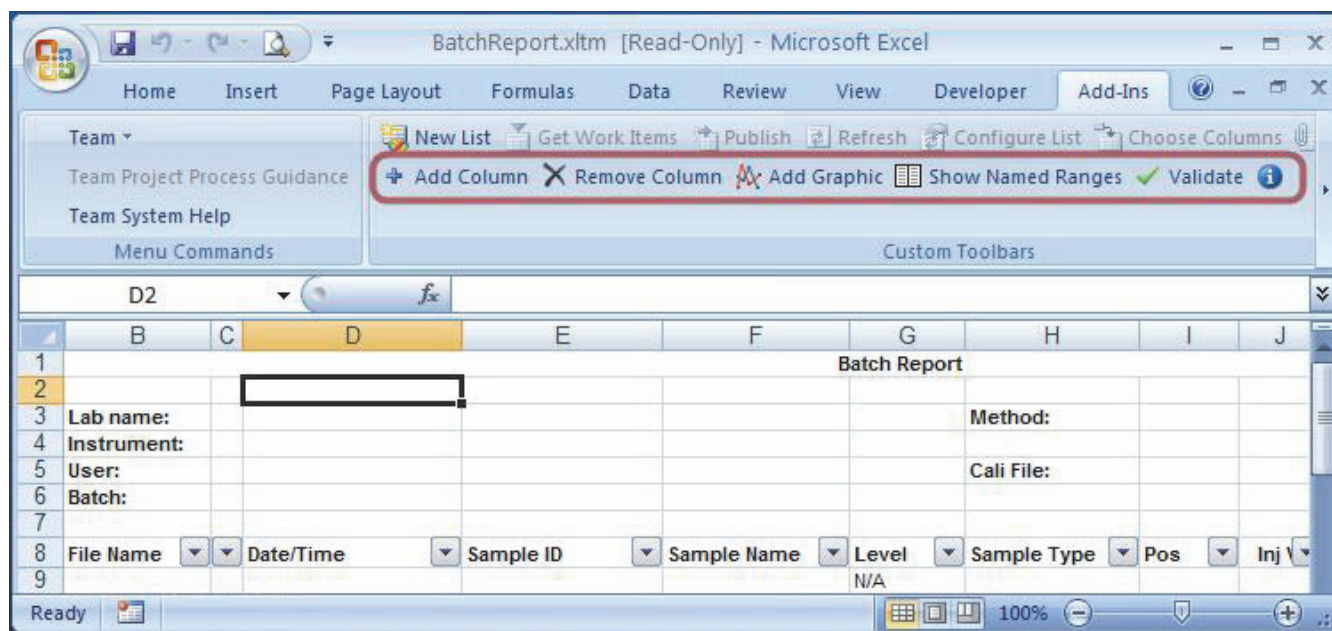 BatchReport.xltm [Read-Only] - Microsoft Excel
Home Insert Page Layout Formulas Data Review View Developer Add-Ins
Team New List Get Work Items Publish Refresh Configure List Choose Columns
Team Project Process Guidance Add Column Remove Column Add Graphic Show Named Ranges Validate
Team System Help
Menu Commands Custom Toolbars
D2 fx
B C D E F G H I J
1 Batch Report
2
3 Lab name: Method:
4 Instrument:
5 User: Cali File:
6 Batch:
7
8 File Name Date/Time Sample ID Sample Name Level Sample Type Pos Inj
9 N/A
Ready 100%